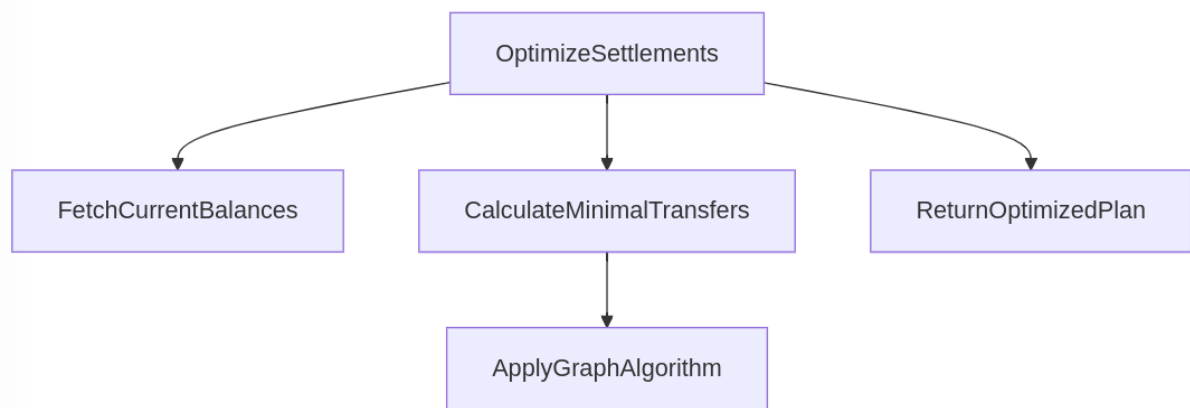 OptimizeSettlements
FetchCurrentBalances
CalculateMinimalTransfers
ReturnOptimizedPlan
ApplyGraphAlgorithm